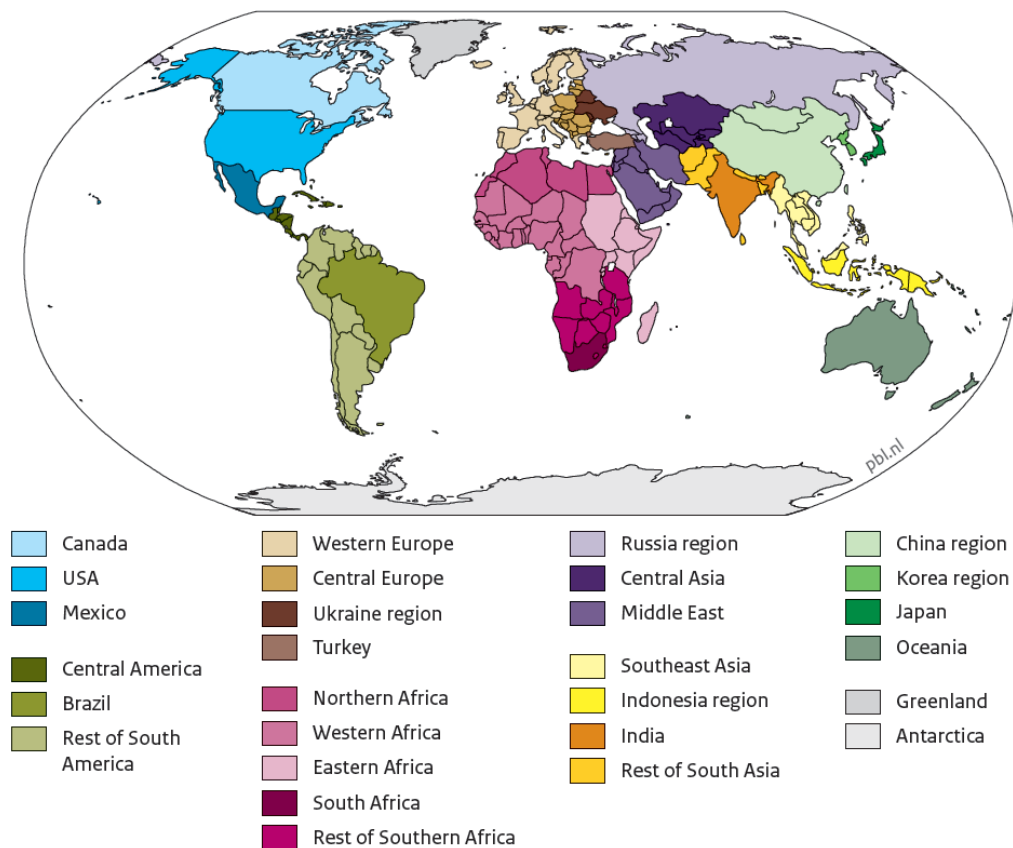 pbl.nl
Canada
USA
Mexico
Central America
Brazil
Rest of South
America
Western Europe
Central Europe
Ukraine region
Turkey
Northern Africa
Western Africa
Eastern Africa
South Africa
Rest of Southern Africa
Russia region
Central Asia
Middle East
Southeast Asia
Indonesia region
India
Rest of South Asia
China region
Korea region
Japan
Oceania
Greenland
Antarctica